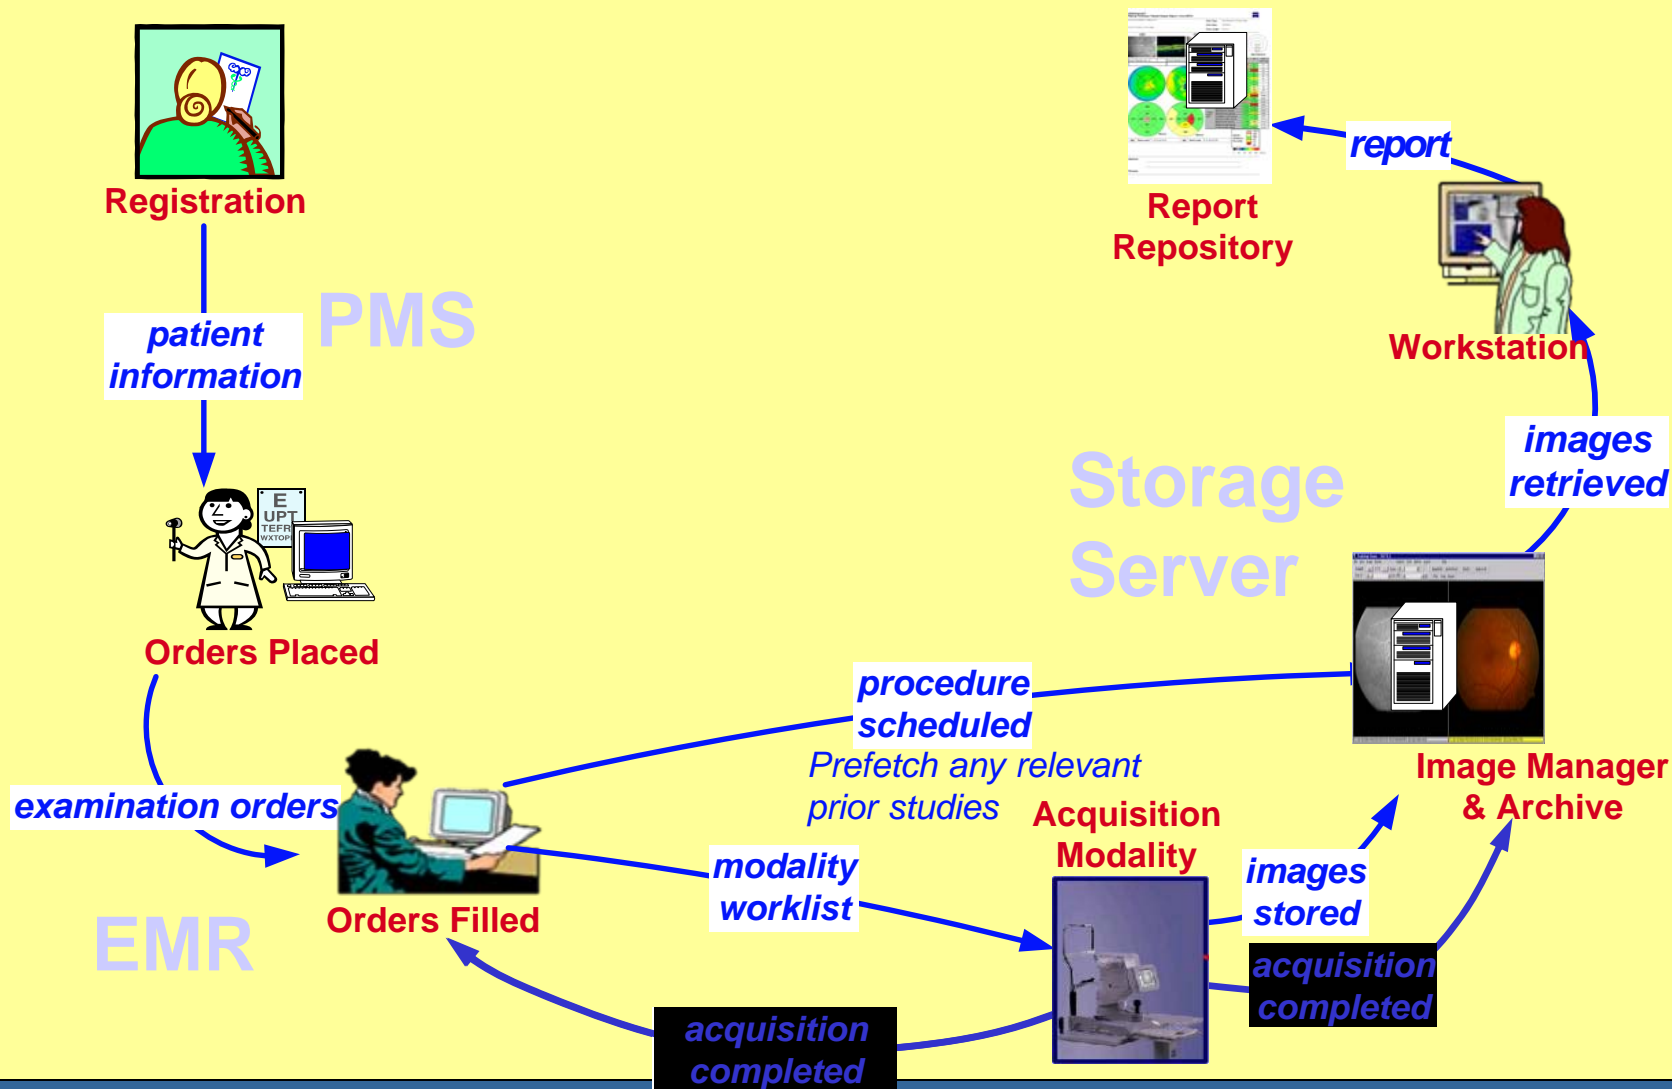 Registration
PMS
patient
information
E
UPT
TEFR
WXTOP
Orders Placed
examination orders
EMR
Orders Filled
procedure
scheduled
Prefetch any relevant
prior studies
modality
worklist
Acquisition
Modality
acquisition
completed
images
stored
acquisition
completed
Image Manager
& Archive
Storage
Server
images
retrieved
Workstation
report
Report
Repository